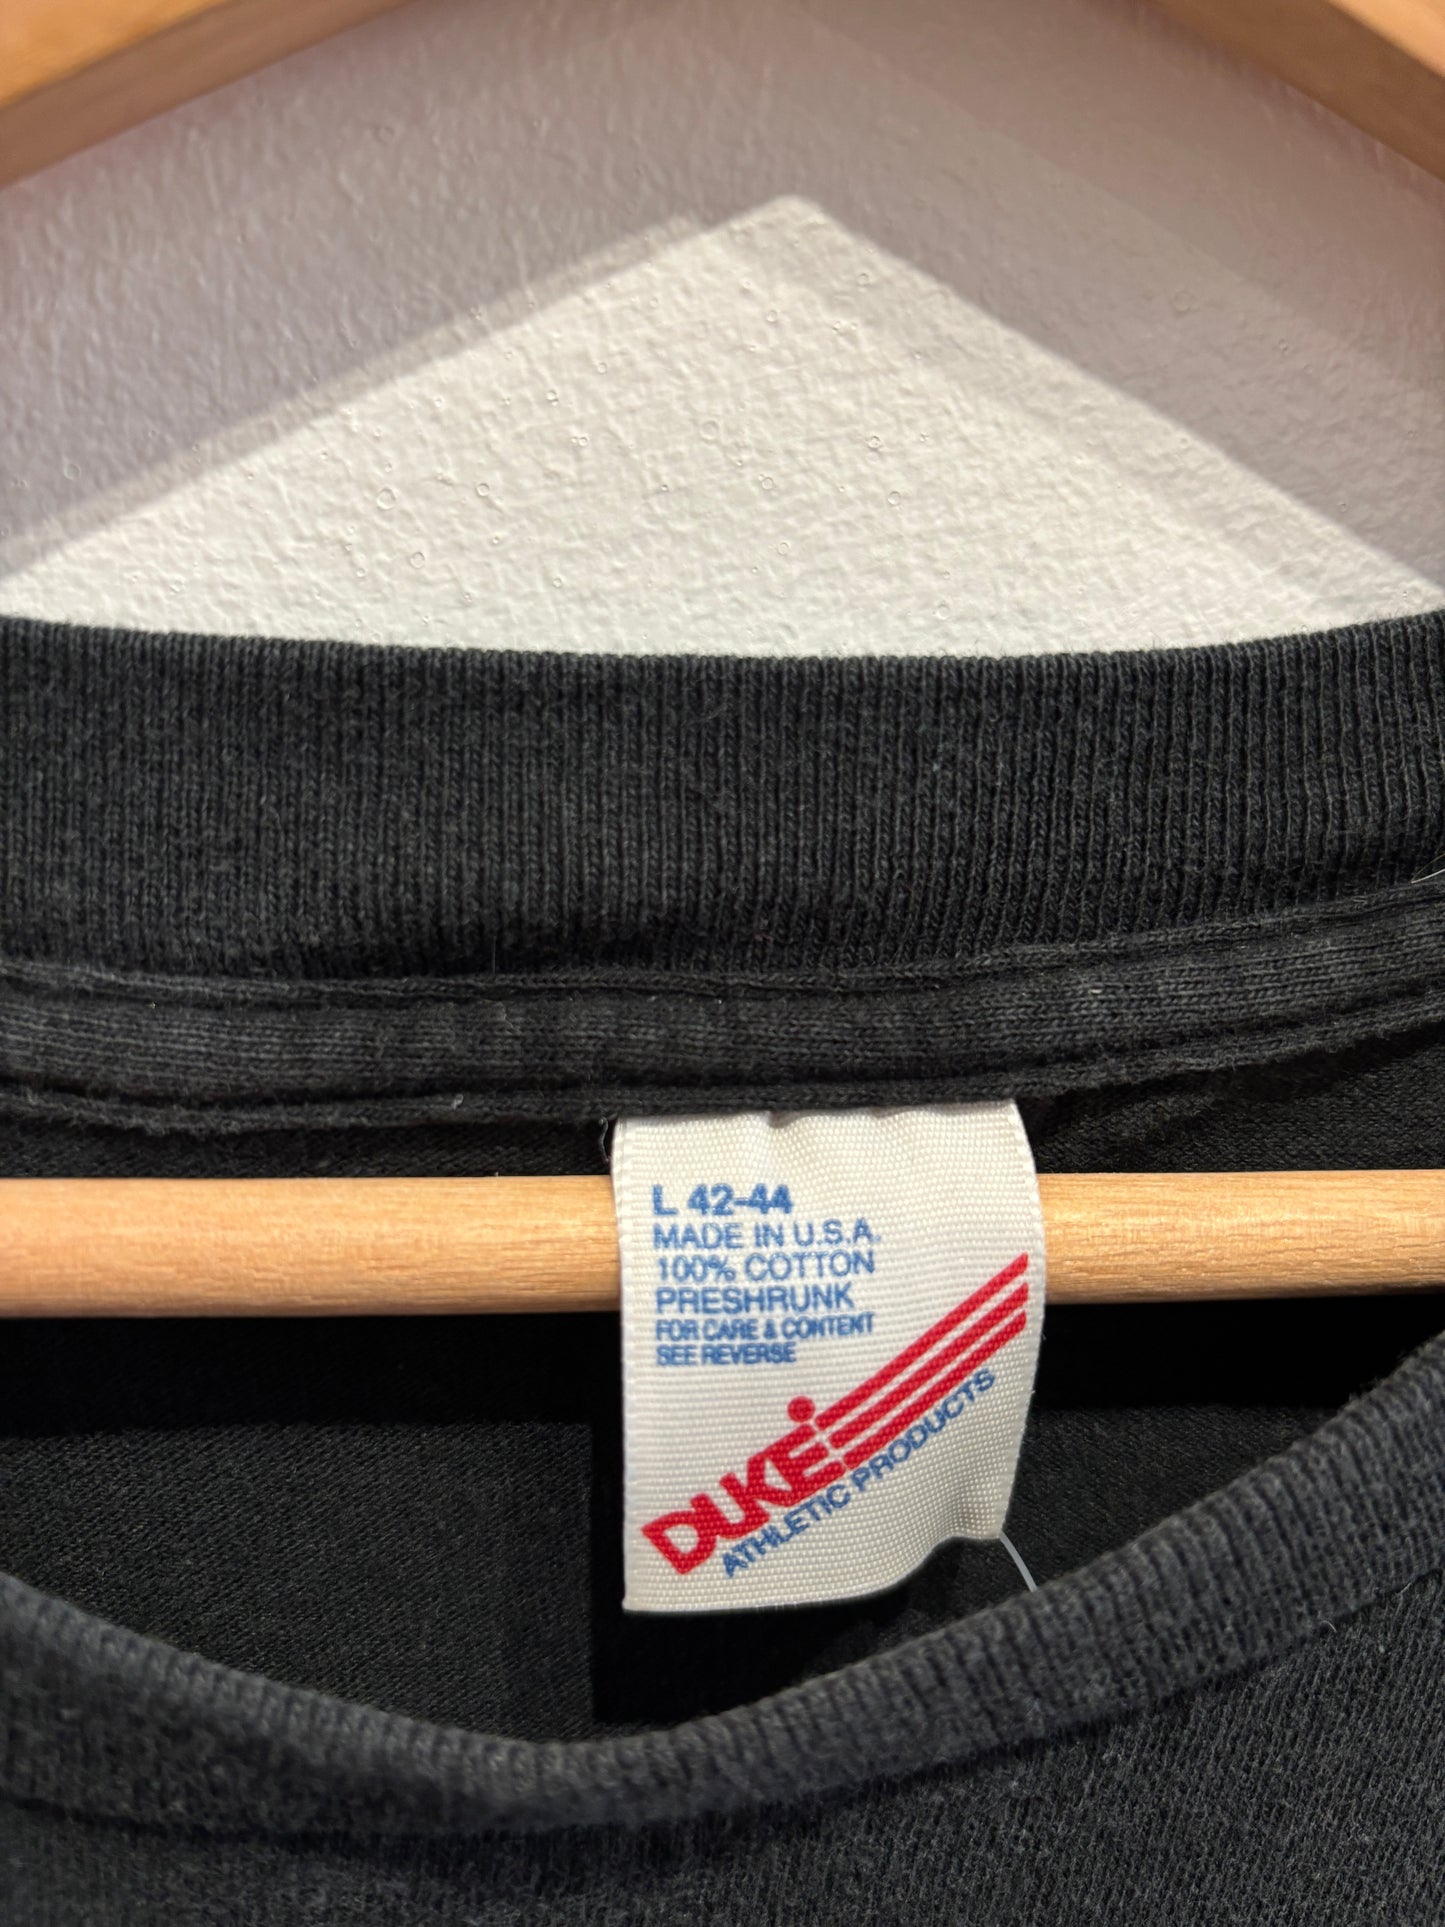 L 42-44
MADE IN U.S.A.
100% COTTON
PRESHRUNK
FOR CARE & CONTENT
SEE REVERSE
DUKE
ATHLETIC PRODUCTS